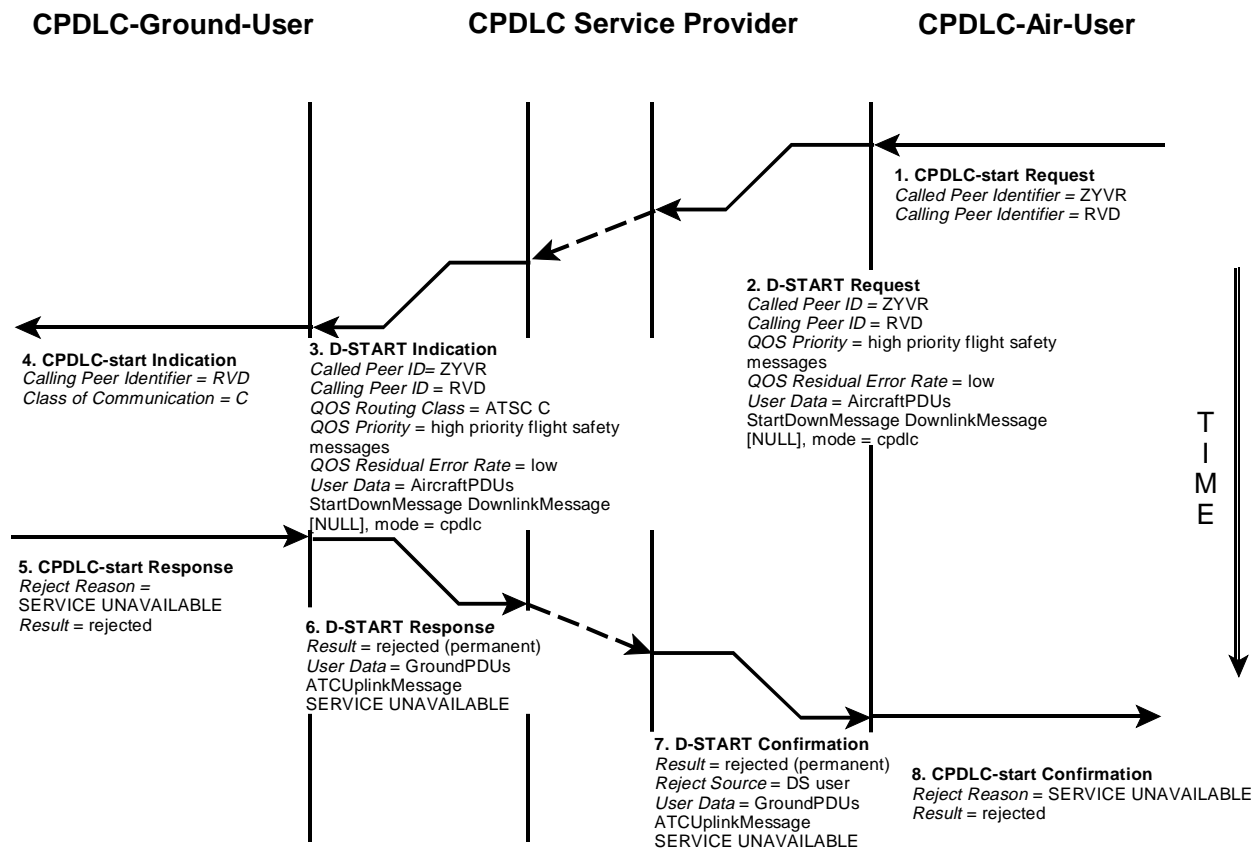 CPDLC-Ground-User
CPDLC Service Provider
CPDLC-Air-User
1. CPDLC-start Request
Called Peer Identifier = ZYVR
Calling Peer Identifier = RVD
2. D-START Request
Called Peer ID = ZYVR
Calling Peer ID = RVD
QOS Priority = high priority flight safety
messages
QOS Residual Error Rate = low
User Data = AircraftPDUs
StartDownMessage DownlinkMessage
[NULL], mode = cpdlc
3. D-START Indication
Called Peer ID= ZYVR
Calling Peer ID = RVD
QOS Routing Class = ATSC C
QOS Priority = high priority flight safety
messages
QOS Residual Error Rate = low
User Data = AircraftPDUs
StartDownMessage DownlinkMessage
[NULL], mode = cpdlc
4. CPDLC-start Indication
Calling Peer Identifier = RVD
Class of Communication = C
5. CPDLC-start Response
Reject Reason =
SERVICE UNAVAILABLE
Result = rejected
6. D-START Response
Result = rejected (permanent)
User Data = GroundPDUs
ATCUplinkMessage
SERVICE UNAVAILABLE
7. D-START Confirmation
Result = rejected (permanent)
Reject Source = DS user
User Data = GroundPDUs
ATCUplinkMessage
SERVICE UNAVAILABLE
8. CPDLC-start Confirmation
Reject Reason = SERVICE UNAVAILABLE
Result = rejected
T
I
M
E